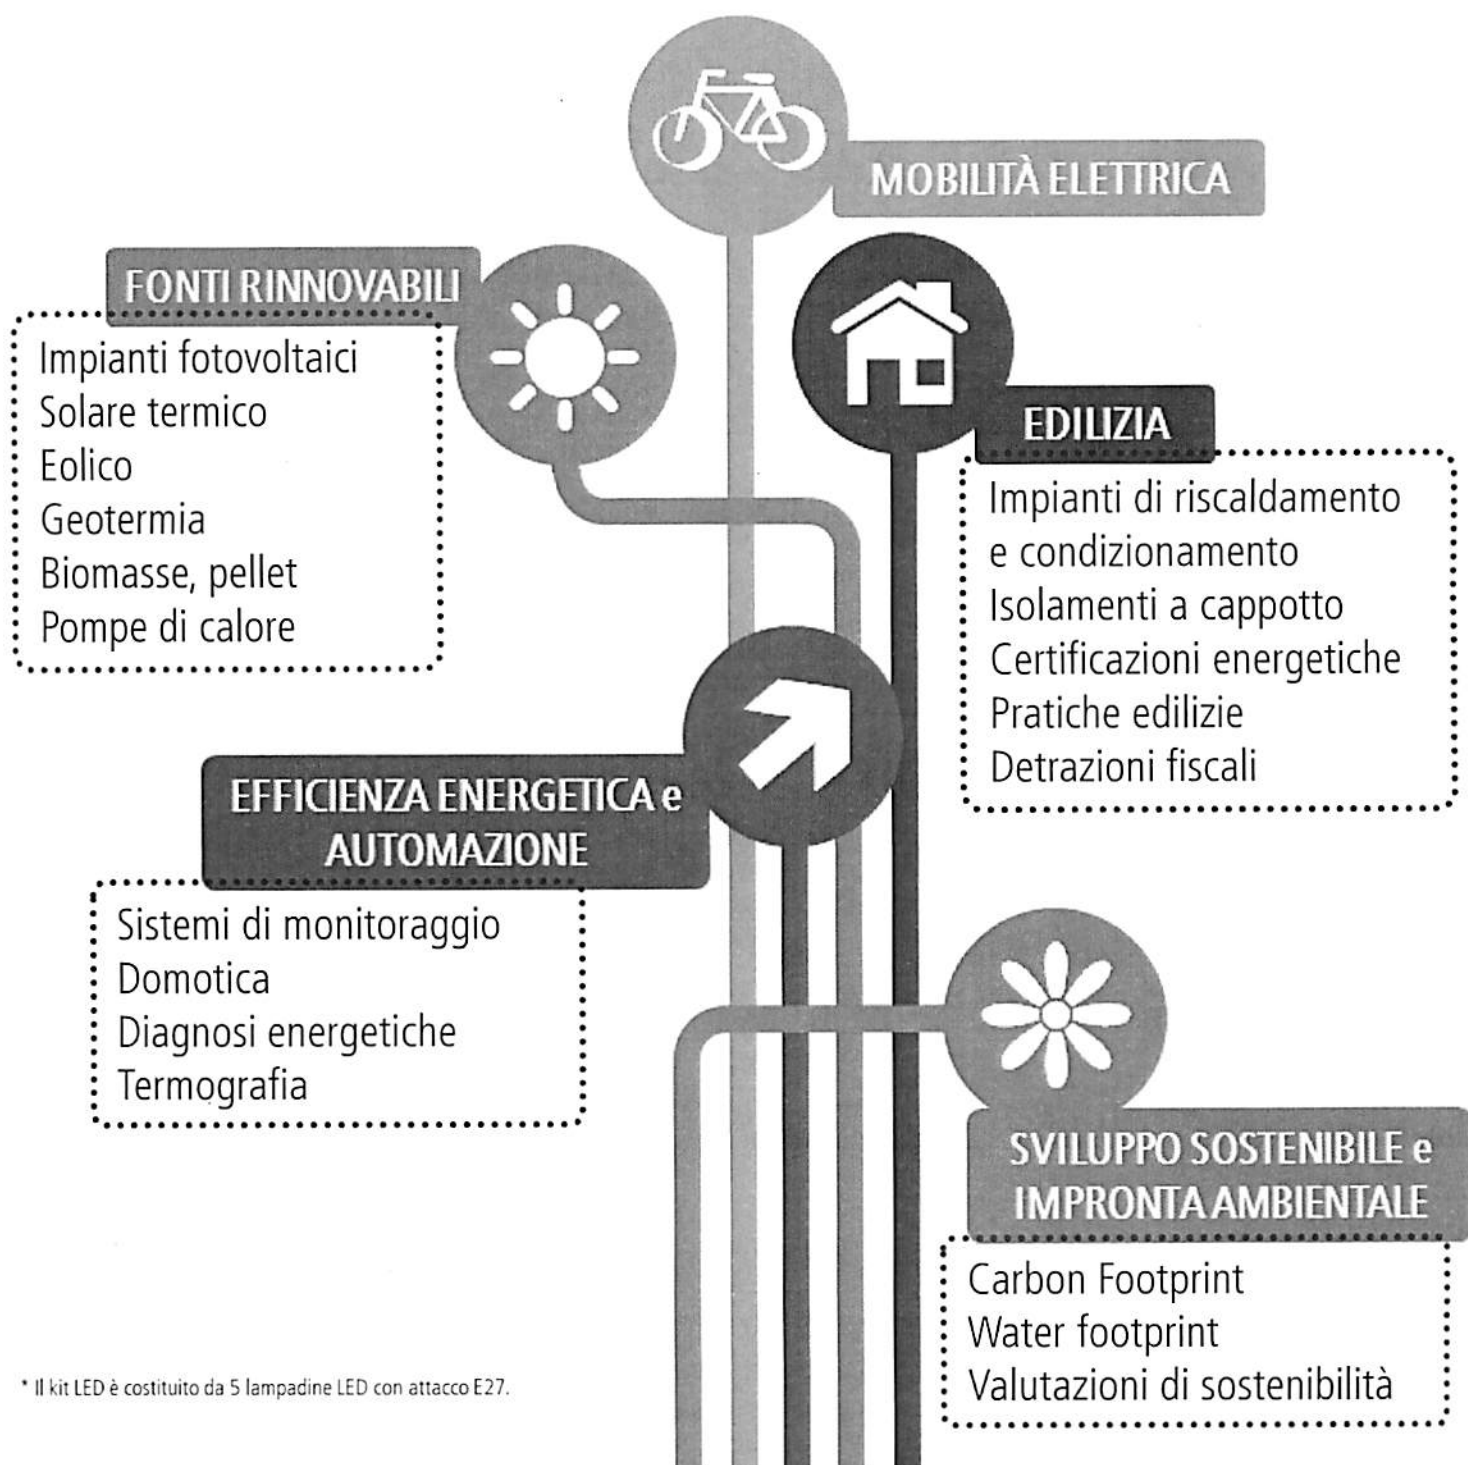 MOBILITÀ ELETTRICA
FONTI RINNOVABILI
Impianti fotovoltaici
Solare termico
Eolico
Geotermia
Biomasse, pellet
Pompe di calore
EDILIZIA
Impianti di riscaldamento
e condizionamento
Isolamenti a cappotto
Certificazioni energetiche
Pratiche edilizie
Detrazioni fiscali
EFFICIENZA ENERGETICA e
AUTOMAZIONE
Sistemi di monitoraggio
Domotica
Diagnosi energetiche
Termografia
SVILUPPO SOSTENIBILE e
IMPRONTA AMBIENTALE
Carbon Footprint
Water footprint
Valutazioni di sostenibilità
* Il kit LED è costituito da 5 lampadine LED con attacco E27.